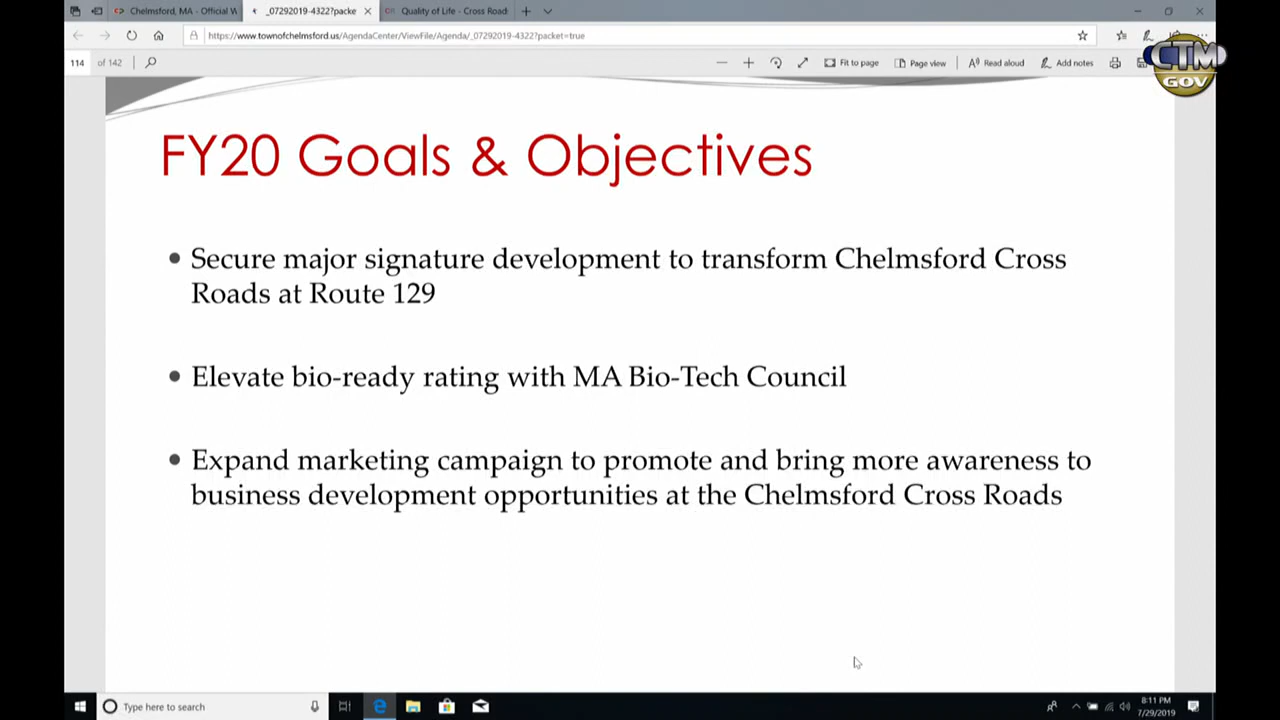 Chelmsford, MA - Official W
_07292019-4322?packe
Quality of Life - Cross Road
https://www.townofchelmsford.us/AgendaCenter/ViewFile/Agenda/_07292019-4322?packet=true
114 of 142
Fit to page
Page view
Read aloud
Add notes
CTM
GOV
FY20 Goals & Objectives
• Secure major signature development to transform Chelmsford Cross
Roads at Route 129
• Elevate bio-ready rating with MA Bio-Tech Council
• Expand marketing campaign to promote and bring more awareness to
business development opportunities at the Chelmsford Cross Roads
Type here to search
8:11 PM
7/29/2019